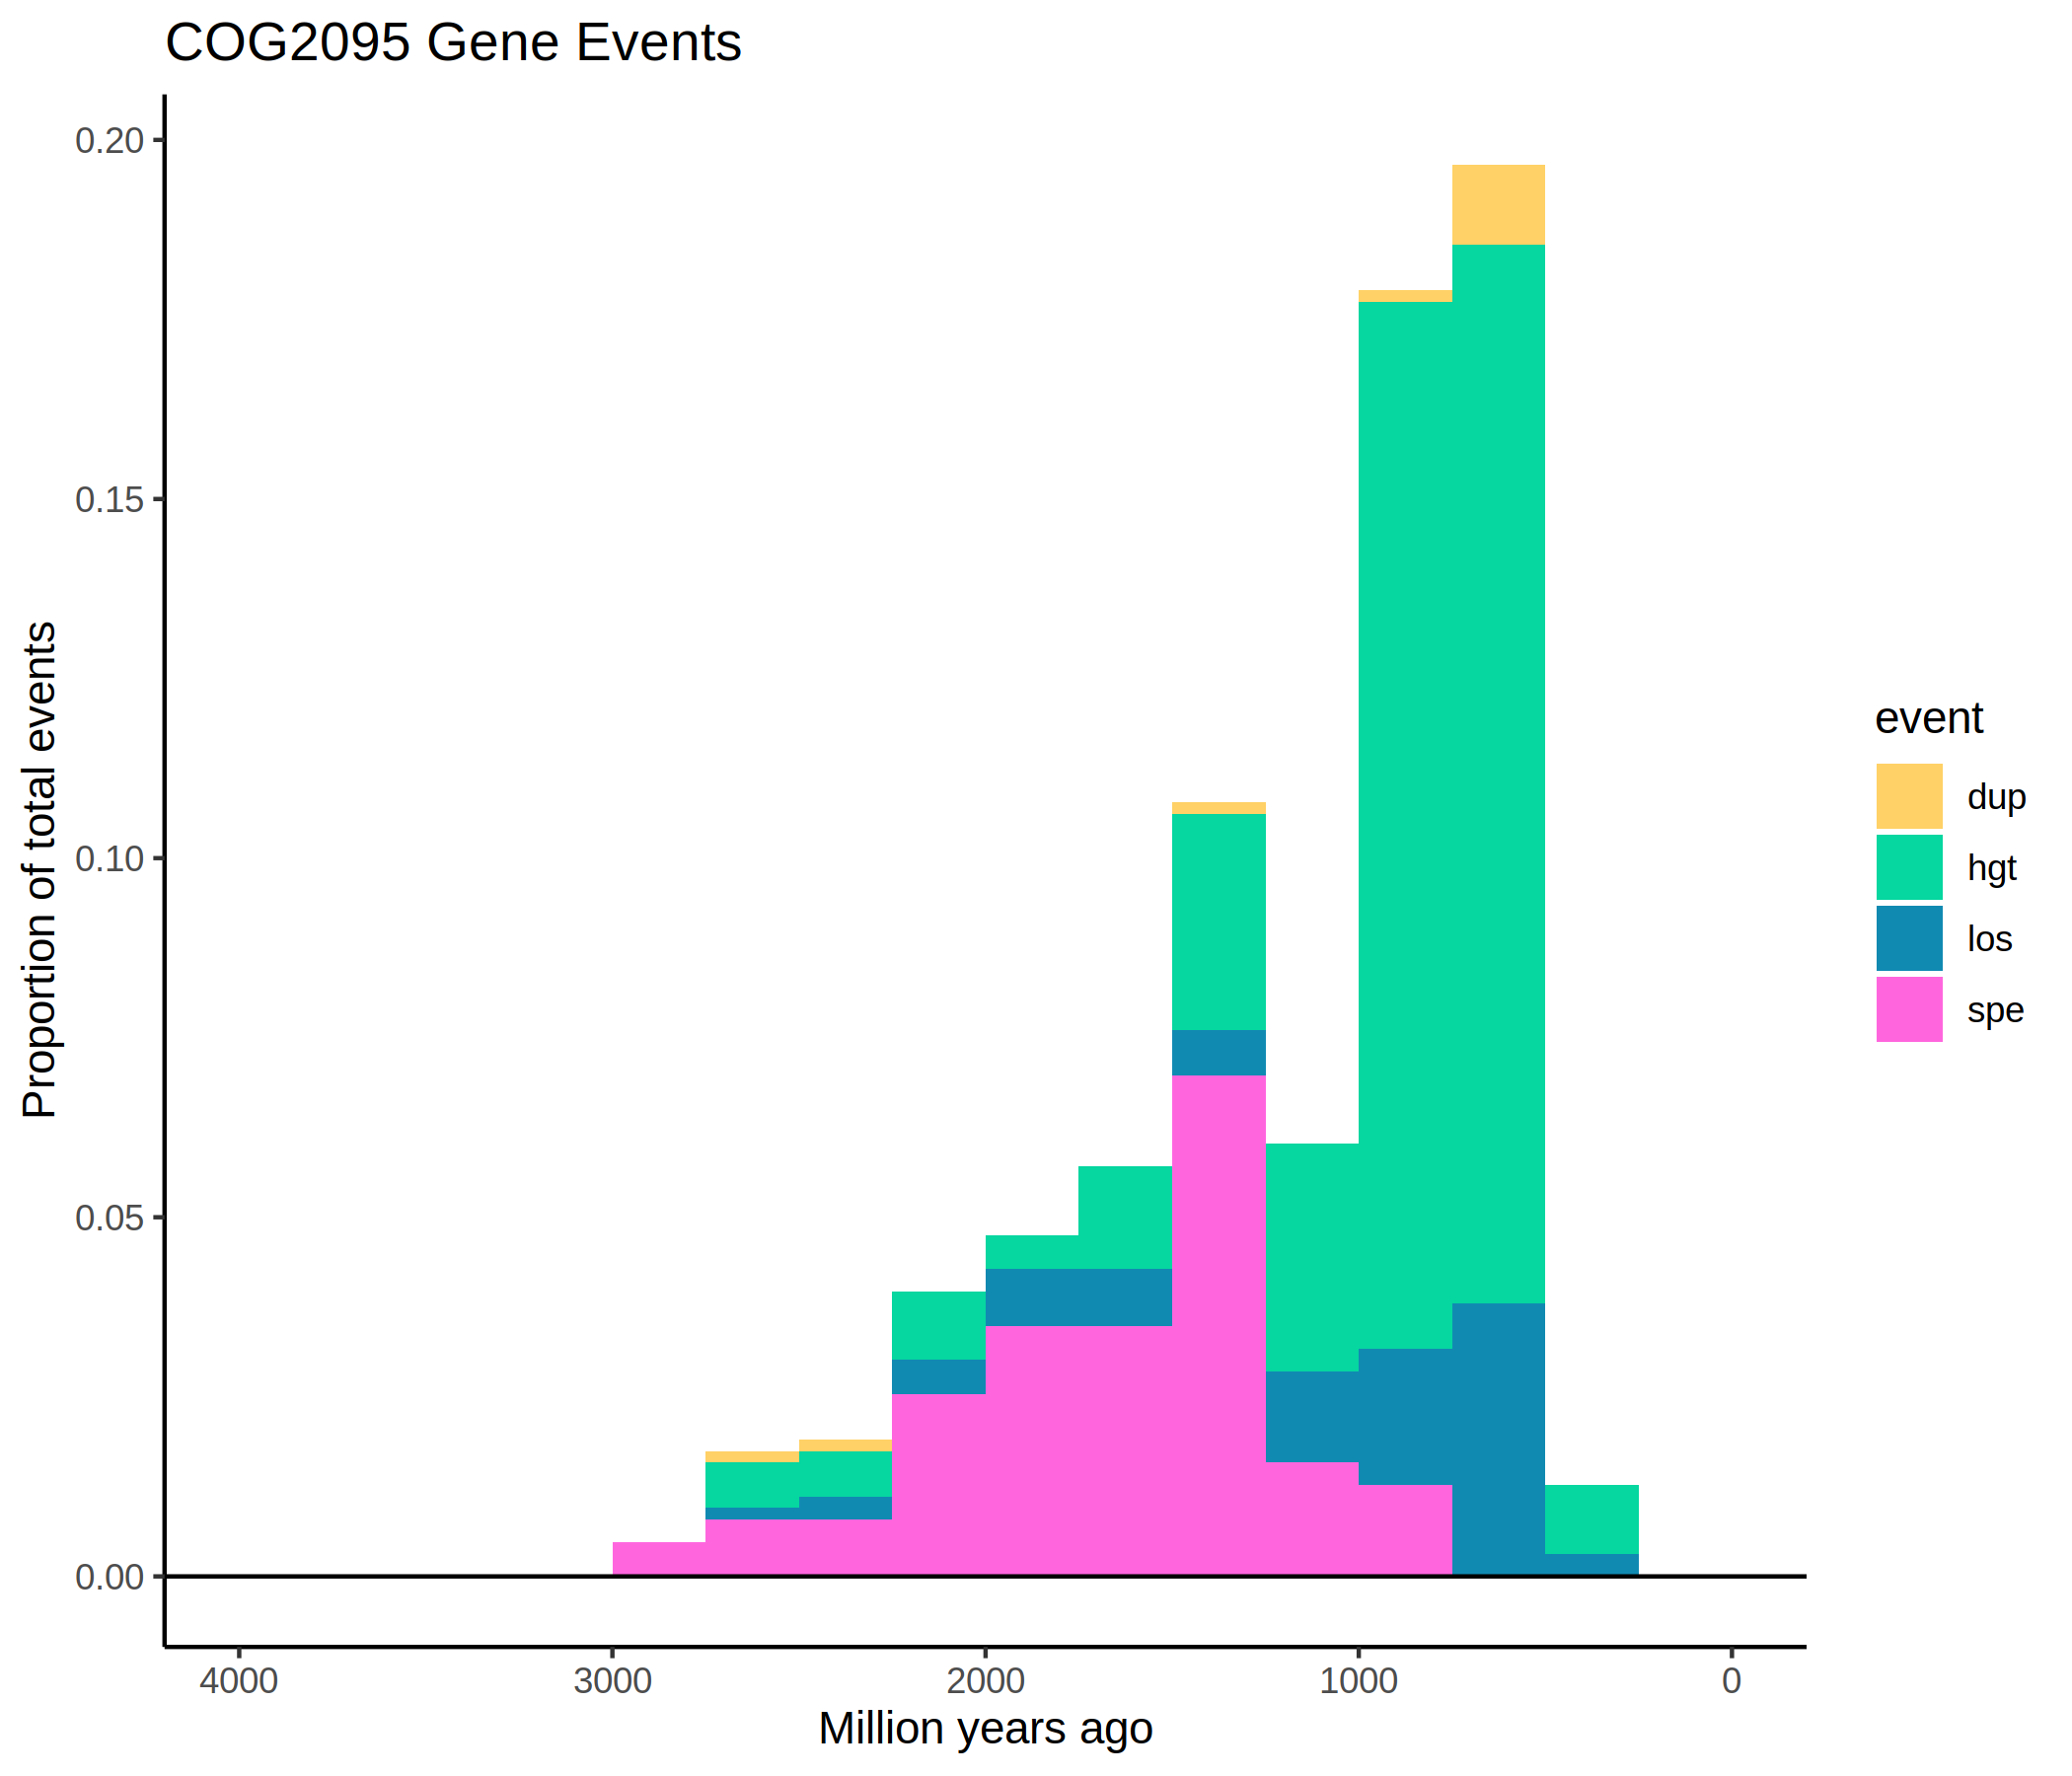 COG2095 Gene Events
Proportion of total events
0.20
0.15
0.10
0.05
0.00
4000 3000 2000 1000 0
Million years ago
event
dup
hgt
los
spe